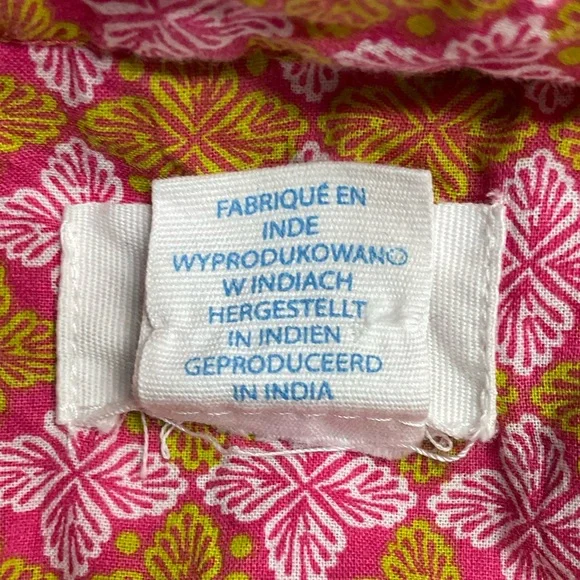 FABRIQUÉ EN
INDE
WYPRODUKOWANO
W INDIACH
HERGESTELLT
IN INDIEN
GEPRODUCEERD
IN INDIA